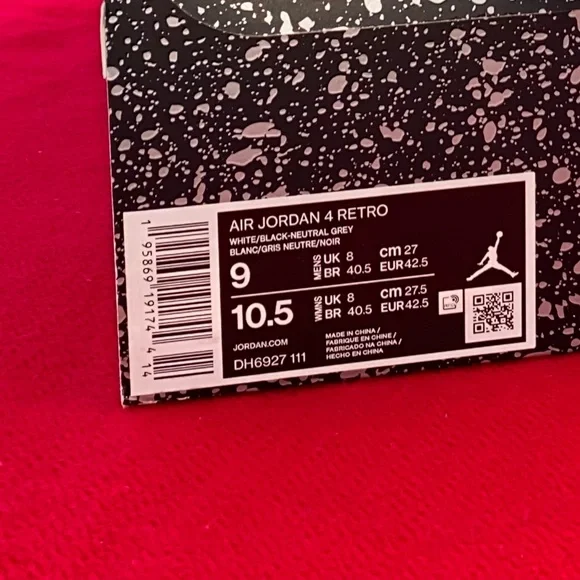 AIR JORDAN 4 RETRO
WHITE/BLACK-NEUTRAL GREY
BLANC/GRIS NEUTRE/NOIR
9 MENS UK 8 cm 27
BR 40.5 EUR 42.5
10.5 WMNS UK 8 cm 27.5
BR 40.5 EUR 42.5
JORDAN.COM
DH6927 111
MADE IN CHINA /
FABRIQUE EN CHINE /
FABRICADO NA CHINA /
HECHO EN CHINA
1 95869 19174 4 14